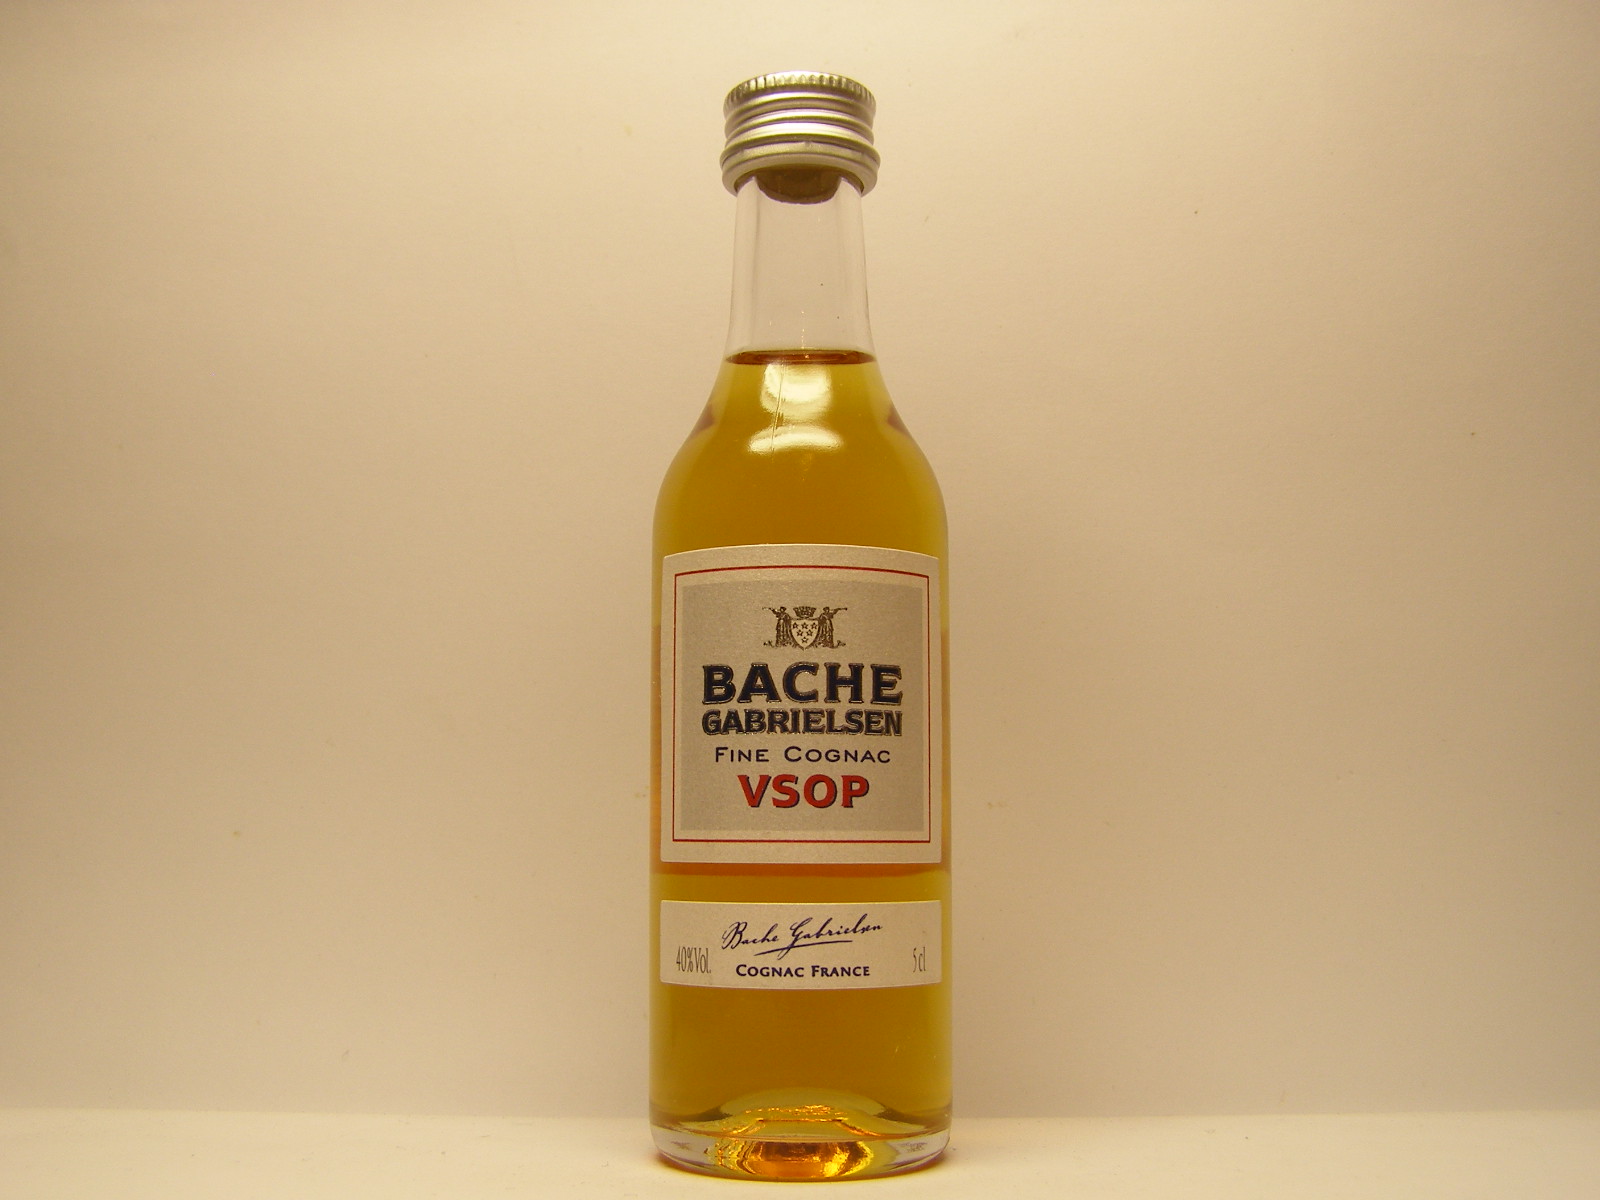 BACHE
GABRIELSEN
FINE COGNAC
VSOP
Bache Gabrielsen
40%Vol.
COGNAC FRANCE
5 cl